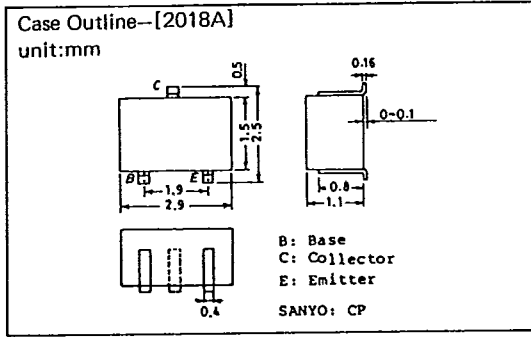 Case Outline—[2018A]
unit:mm
C
0.5
0.16
1.5
2.5
0~0.1
B
E
1.9
2.9
0.8
1.1
0.4
B: Base
C: Collector
E: Emitter
SANYO: CP